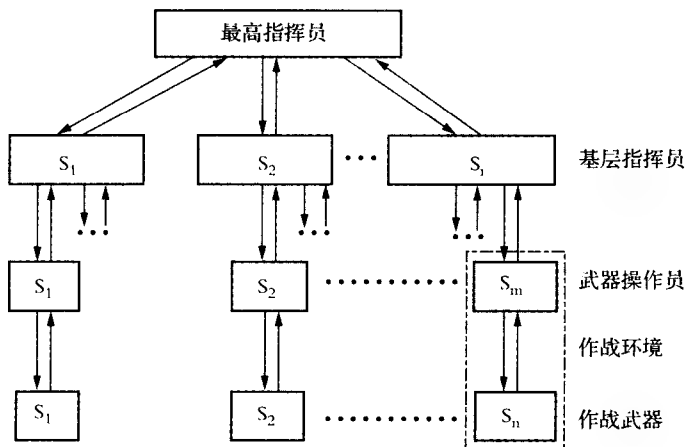 最高指挥员
S₁ S₂ ... Sᵢ 基层指挥员
... ... ...
S₁ S₂ ............ Sₘ 武器操作员
作战环境
S₁ S₂ ............ Sₙ 作战武器